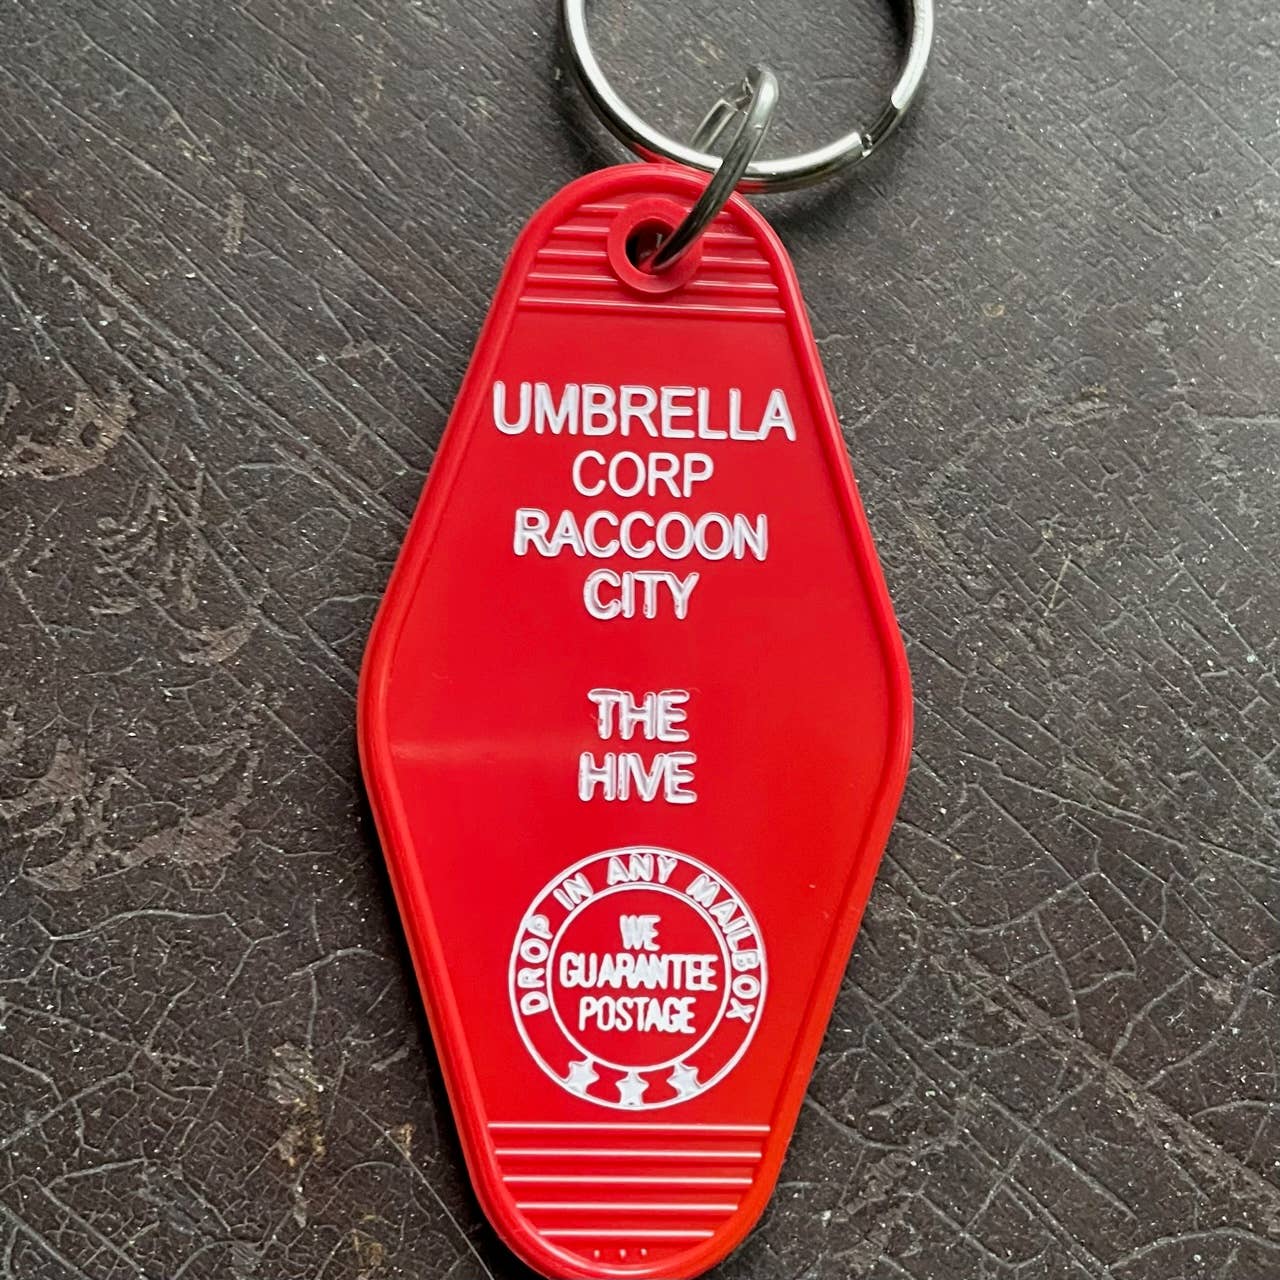 UMBRELLA
CORP
RACCOON
CITY
THE
HIVE
DROP IN ANY MAILBOX
WE
GUARANTEE
POSTAGE